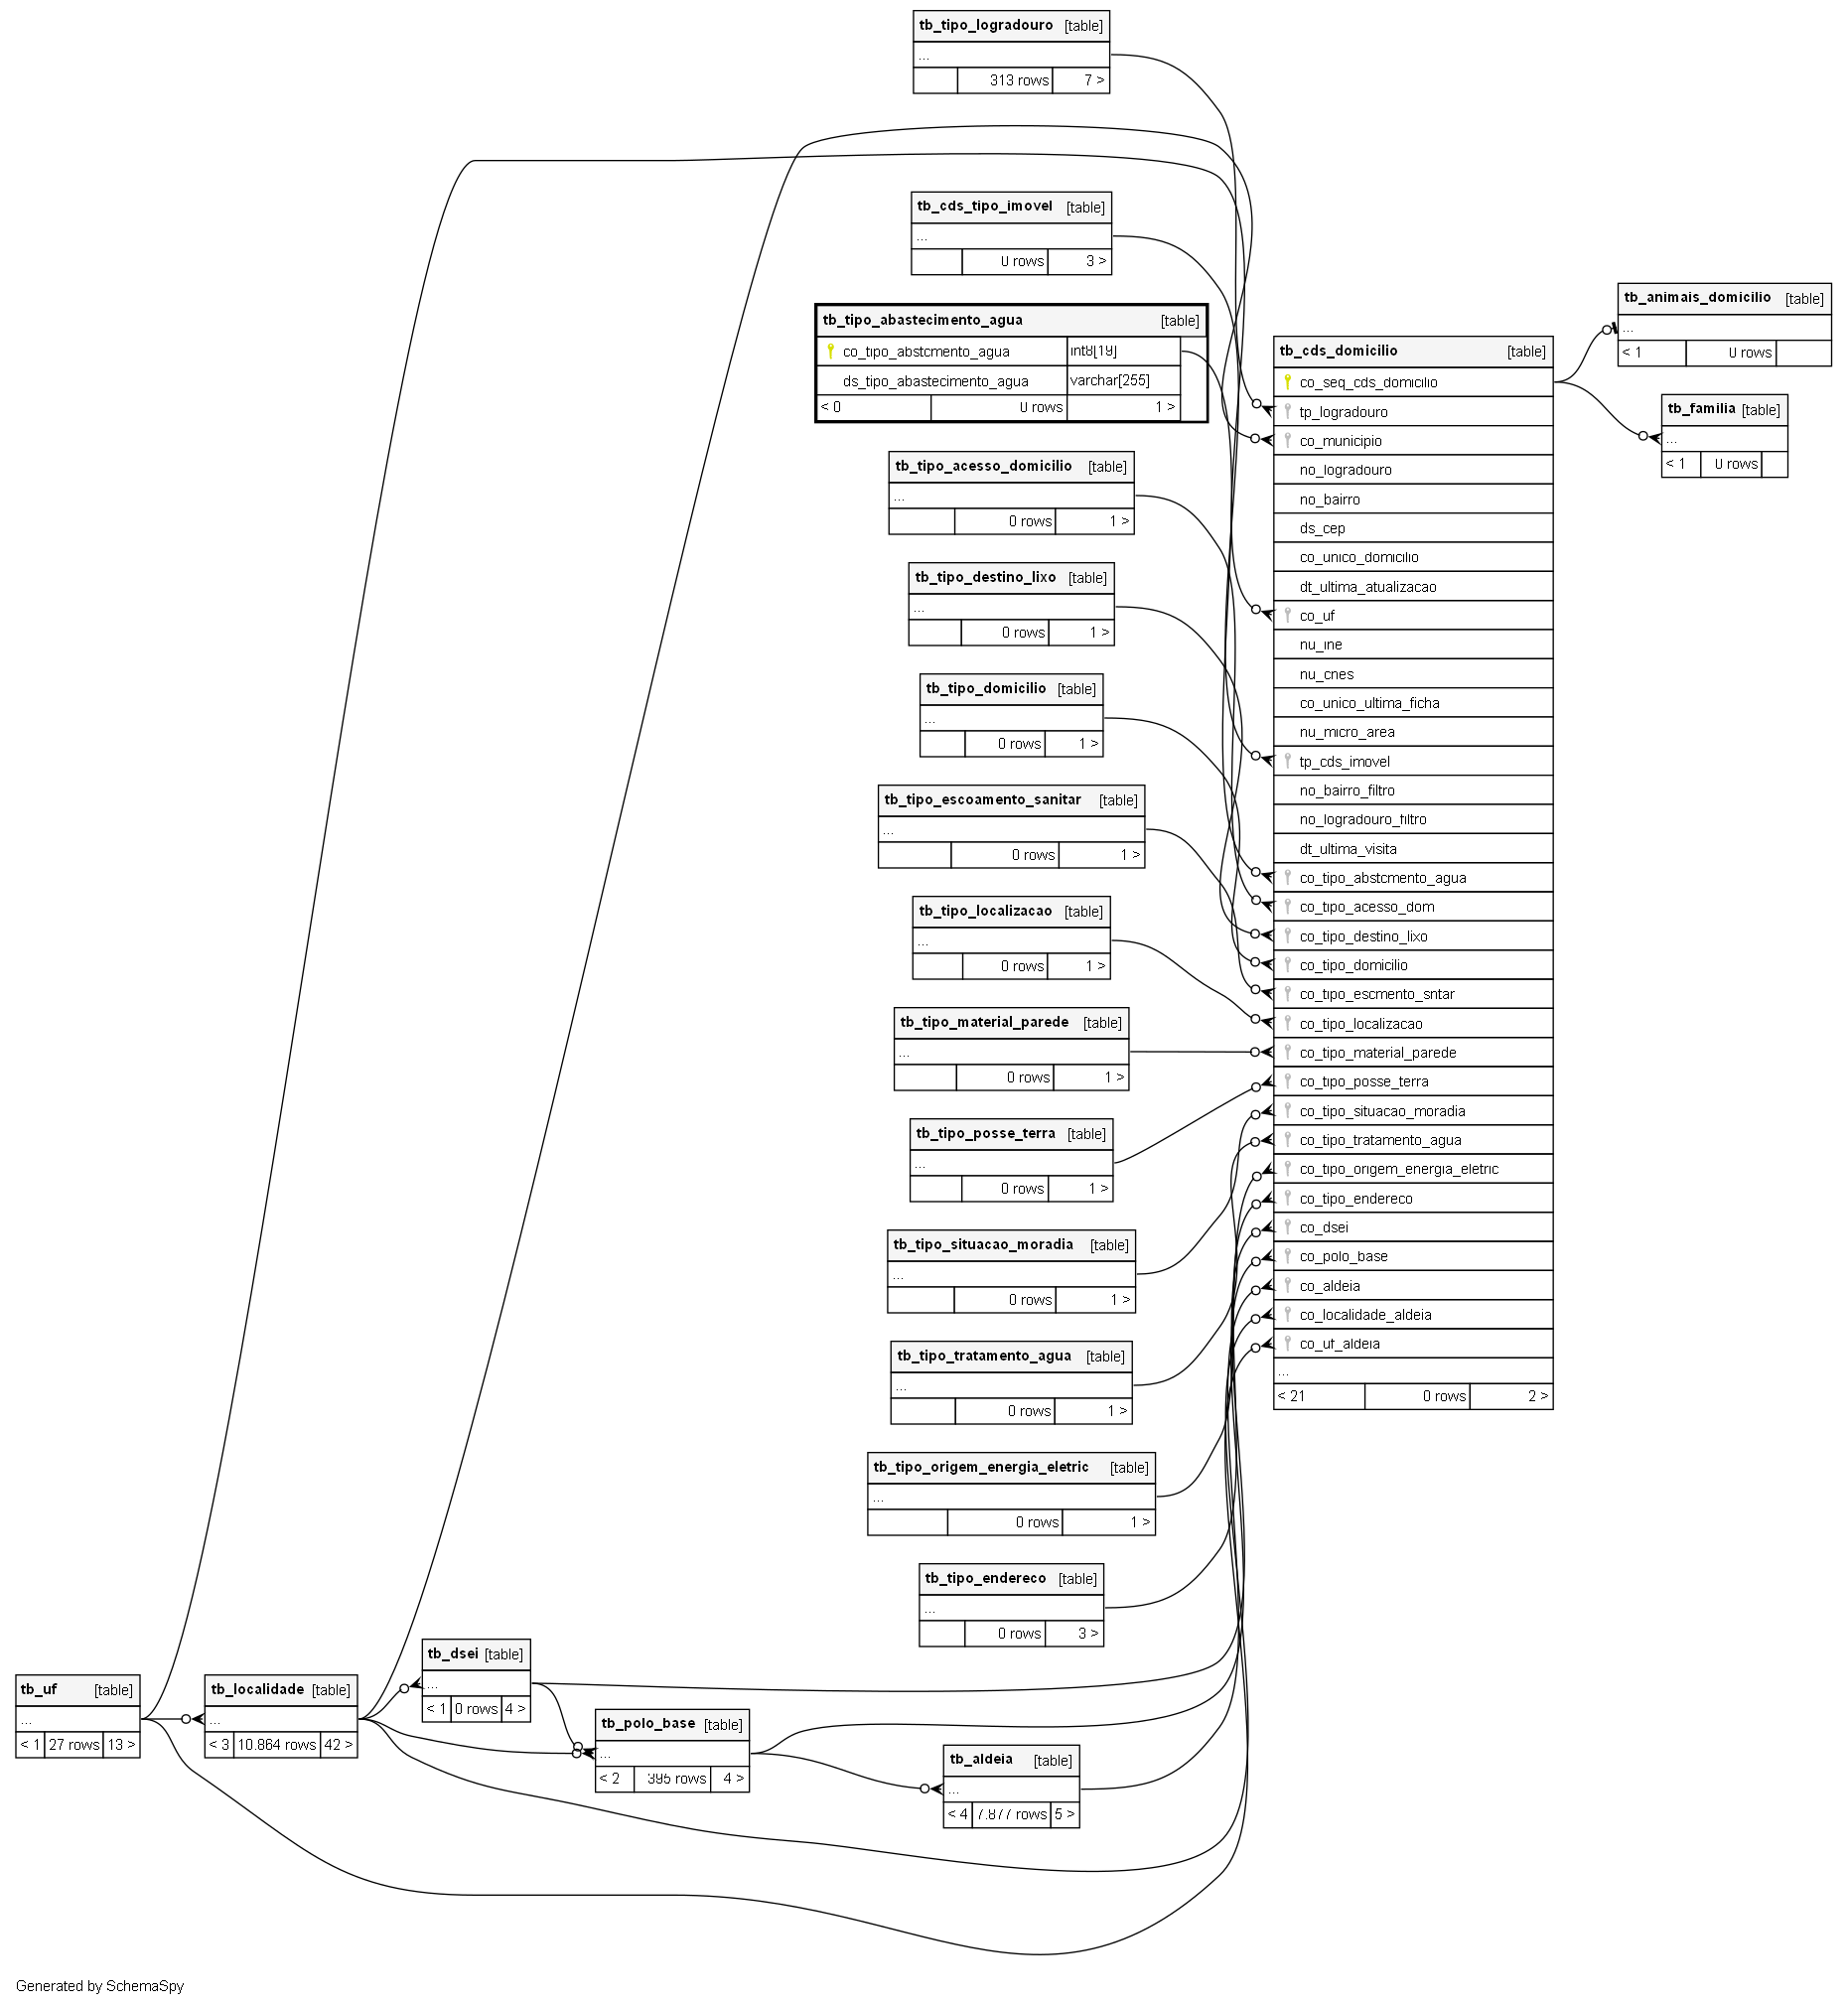 tb_tipo_logradouro [table]
...
313 rows 7 >
tb_cds_tipo_imovel [table]
...
0 rows 3 >
tb_tipo_abastecimento_agua [table]
co_tipo_abstcmento_agua int8[19]
ds_tipo_abastecimento_agua varchar[255]
< 0 0 rows 1 >
tb_tipo_acesso_domicilio [table]
...
0 rows 1 >
tb_tipo_destino_lixo [table]
...
0 rows 1 >
tb_tipo_domicilio [table]
...
0 rows 1 >
tb_tipo_escoamento_sanitar [table]
...
0 rows 1 >
tb_tipo_localizacao [table]
...
0 rows 1 >
tb_tipo_material_parede [table]
...
0 rows 1 >
tb_tipo_posse_terra [table]
...
0 rows 1 >
tb_tipo_situacao_moradia [table]
...
0 rows 1 >
tb_tipo_tratamento_agua [table]
...
0 rows 1 >
tb_tipo_origem_energia_eletric [table]
...
0 rows 1 >
tb_tipo_endereco [table]
...
0 rows 3 >
tb_cds_domicilio [table]
co_seq_cds_domicilio
tp_logradouro
co_municipio
no_logradouro
no_bairro
ds_cep
co_unico_domicilio
dt_ultima_atualizacao
co_uf
nu_ine
nu_cnes
co_unico_ultima_ficha
nu_micro_area
tp_cds_imovel
no_bairro_filtro
no_logradouro_filtro
dt_ultima_visita
co_tipo_abstcmento_agua
co_tipo_acesso_dom
co_tipo_destino_lixo
co_tipo_domicilio
co_tipo_escmento_sntar
co_tipo_localizacao
co_tipo_material_parede
co_tipo_posse_terra
co_tipo_situacao_moradia
co_tipo_tratamento_agua
co_tipo_origem_energia_eletric
co_tipo_endereco
co_dsei
co_polo_base
co_aldeia
co_localidade_aldeia
co_uf_aldeia
...
< 21 0 rows 2 >
tb_animais_domicilio [table]
...
< 1 0 rows
tb_familia [table]
...
< 1 0 rows
tb_uf [table]
...
< 1 27 rows 13 >
tb_localidade [table]
...
< 3 10.864 rows 42 >
tb_dsei [table]
...
< 1 0 rows 4 >
tb_polo_base [table]
...
< 2 395 rows 4 >
tb_aldeia [table]
...
< 4 7.877 rows 5 >
Generated by SchemaSpy